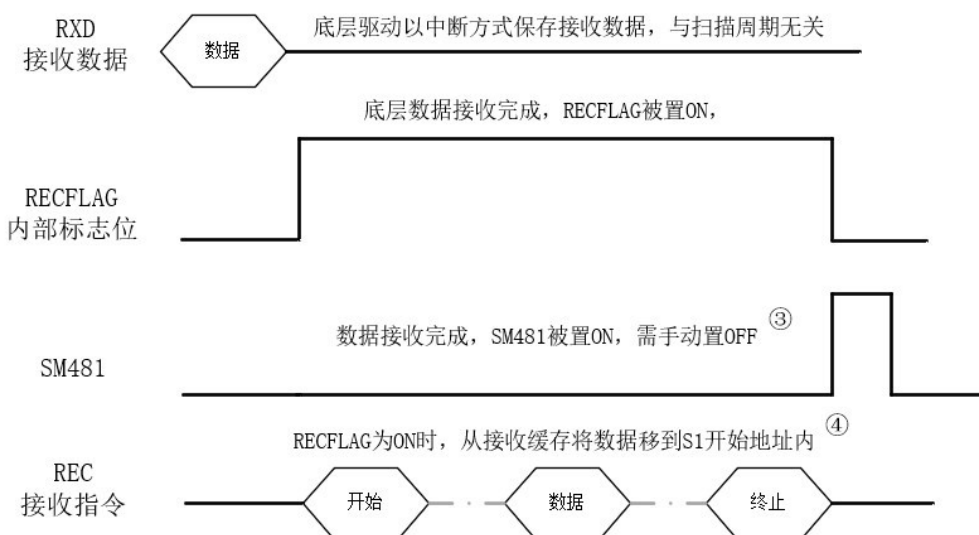 RXD
接收数据
数据
底层驱动以中断方式保存接收数据，与扫描周期无关
底层数据接收完成，RECFLAG被置ON，
RECFLAG
内部标志位
数据接收完成，SM481被置ON，需手动置OFF ③
SM481
RECFLAG为ON时，从接收缓存将数据移到S1开始地址内 ④
REC
接收指令
开始
数据
终止